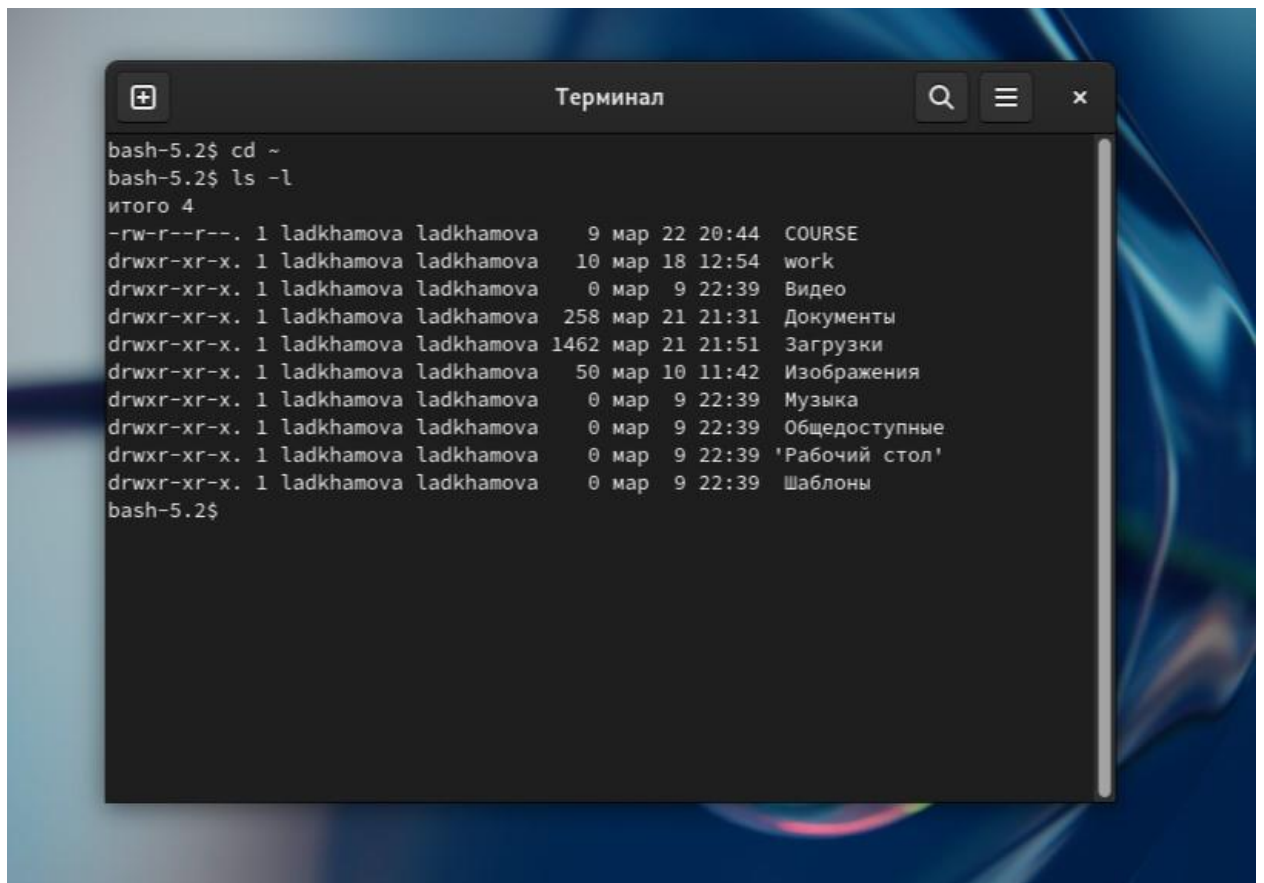 Терминал
bash-5.2$ cd ~
bash-5.2$ ls -l
итого 4
-rw-r--r--. 1 ladkhamova ladkhamova    9 мар 22 20:44  COURSE
drwxr-xr-x. 1 ladkhamova ladkhamova   10 мар 18 12:54  work
drwxr-xr-x. 1 ladkhamova ladkhamova    0 мар  9 22:39  Видео
drwxr-xr-x. 1 ladkhamova ladkhamova  258 мар 21 21:31  Документы
drwxr-xr-x. 1 ladkhamova ladkhamova 1462 мар 21 21:51  Загрузки
drwxr-xr-x. 1 ladkhamova ladkhamova   50 мар 10 11:42  Изображения
drwxr-xr-x. 1 ladkhamova ladkhamova    0 мар  9 22:39  Музыка
drwxr-xr-x. 1 ladkhamova ladkhamova    0 мар  9 22:39  Общедоступные
drwxr-xr-x. 1 ladkhamova ladkhamova    0 мар  9 22:39 'Рабочий стол'
drwxr-xr-x. 1 ladkhamova ladkhamova    0 мар  9 22:39  Шаблоны
bash-5.2$